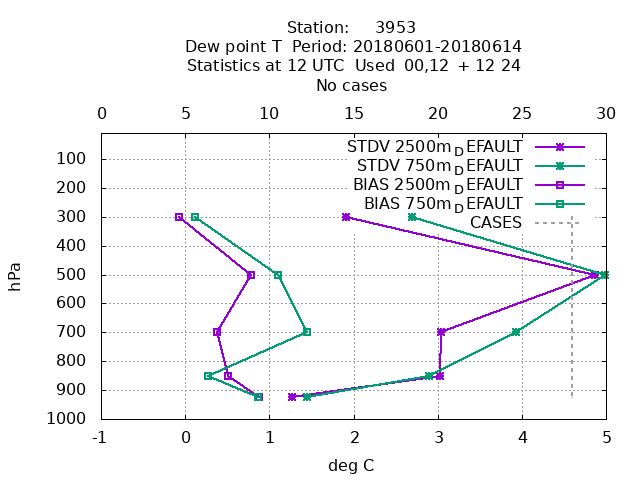 Station: 3953
Dew point T Period: 20180601-20180614
Statistics at 12 UTC Used 00,12 + 12 24
No cases
0 5 10 15 20 25 30
STDV 2500m_DEFAULT
STDV 750m_DEFAULT
BIAS 2500m_DEFAULT
BIAS 750m_DEFAULT
CASES
hPa
100
200
300
400
500
600
700
800
900
1000
-1 0 1 2 3 4 5
deg C